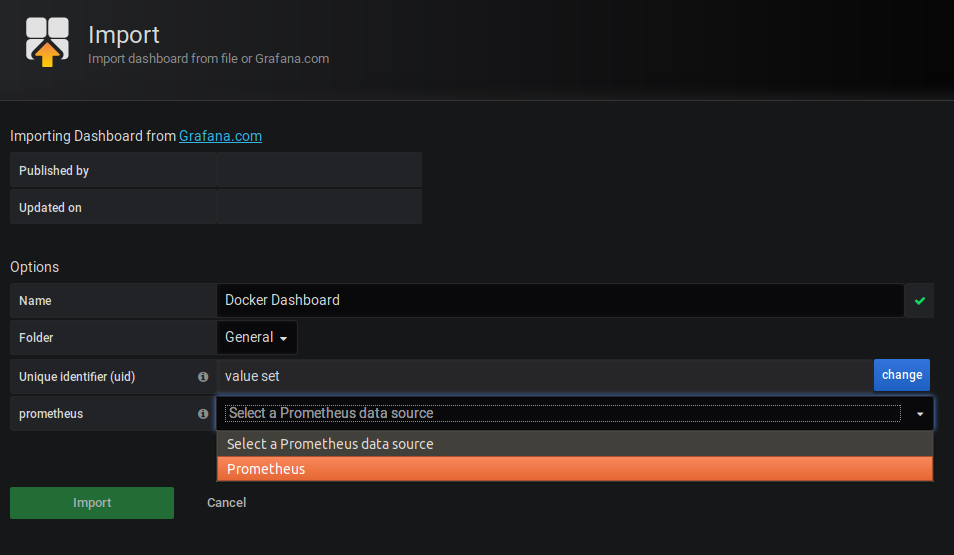 Import
Import dashboard from file or Grafana.com
Importing Dashboard from Grafana.com
Published by
Updated on
Options
Name Docker Dashboard
Folder General
Unique identifier (uid) value set change
prometheus Select a Prometheus data source
Select a Prometheus data source
Prometheus
Import Cancel